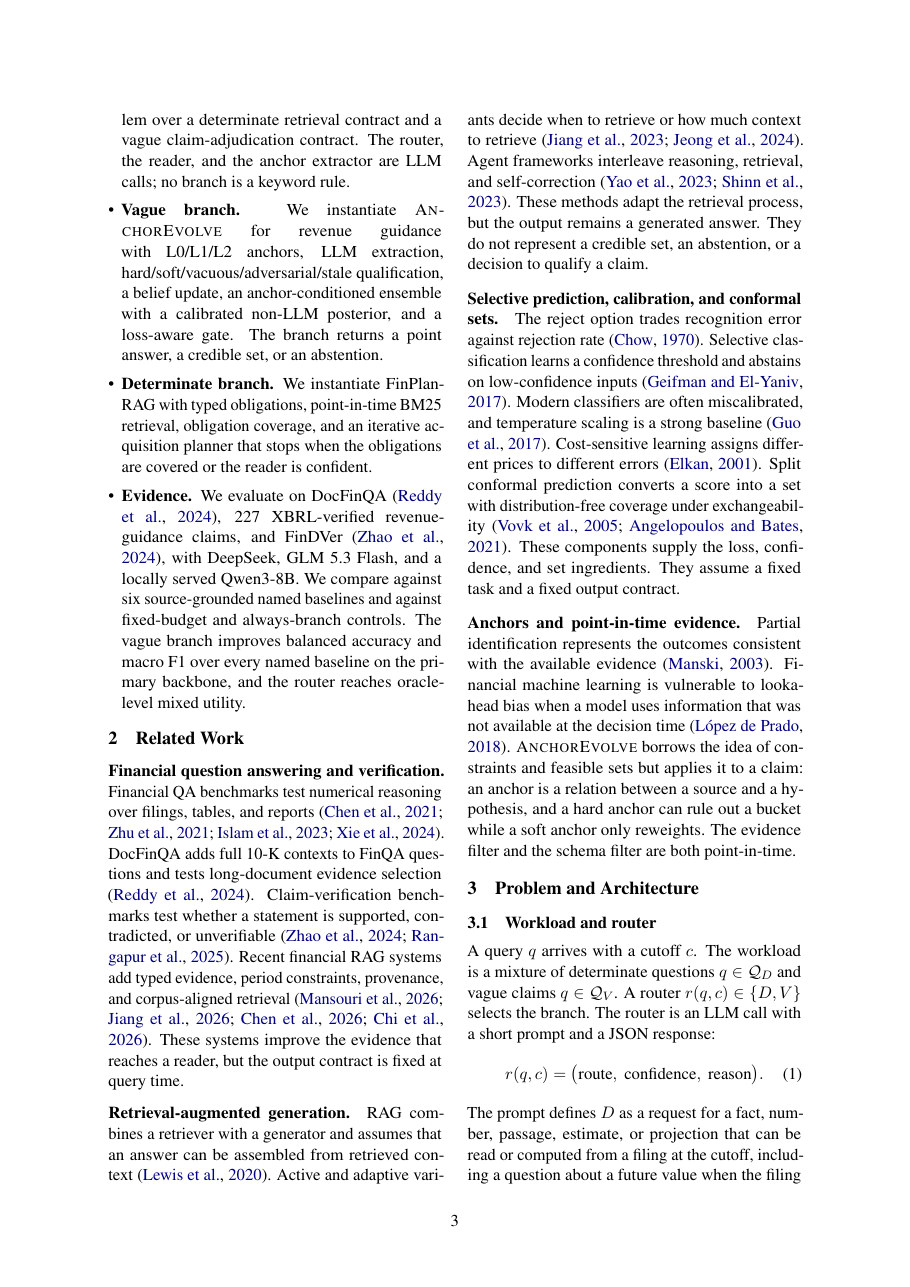 lem over a determinate retrieval contract and a
vague claim-adjudication contract. The router,
the reader, and the anchor extractor are LLM
calls; no branch is a keyword rule.
• Vague branch. We instantiate AN-
CHOREVOLVE for revenue guidance
with L0/L1/L2 anchors, LLM extraction,
hard/soft/vacuous/adversarial/stale qualification,
a belief update, an anchor-conditioned ensemble
with a calibrated non-LLM posterior, and a
loss-aware gate. The branch returns a point
answer, a credible set, or an abstention.
• Determinate branch. We instantiate FinPlan-
RAG with typed obligations, point-in-time BM25
retrieval, obligation coverage, and an iterative ac-
quisition planner that stops when the obligations
are covered or the reader is confident.
• Evidence. We evaluate on DocFinQA (Reddy
et al., 2024), 227 XBRL-verified revenue-
guidance claims, and FinDVer (Zhao et al.,
2024), with DeepSeek, GLM 5.3 Flash, and a
locally served Qwen3-8B. We compare against
six source-grounded named baselines and against
fixed-budget and always-branch controls. The
vague branch improves balanced accuracy and
macro F1 over every named baseline on the pri-
mary backbone, and the router reaches oracle-
level mixed utility.
2 Related Work
Financial question answering and verification.
Financial QA benchmarks test numerical reasoning
over filings, tables, and reports (Chen et al., 2021;
Zhu et al., 2021; Islam et al., 2023; Xie et al., 2024).
DocFinQA adds full 10-K contexts to FinQA ques-
tions and tests long-document evidence selection
(Reddy et al., 2024). Claim-verification bench-
marks test whether a statement is supported, con-
tradicted, or unverifiable (Zhao et al., 2024; Ran-
gapur et al., 2025). Recent financial RAG systems
add typed evidence, period constraints, provenance,
and corpus-aligned retrieval (Mansouri et al., 2026;
Jiang et al., 2026; Chen et al., 2026; Chi et al.,
2026). These systems improve the evidence that
reaches a reader, but the output contract is fixed at
query time.
Retrieval-augmented generation. RAG com-
bines a retriever with a generator and assumes that
an answer can be assembled from retrieved con-
text (Lewis et al., 2020). Active and adaptive vari-
ants decide when to retrieve or how much context
to retrieve (Jiang et al., 2023; Jeong et al., 2024).
Agent frameworks interleave reasoning, retrieval,
and self-correction (Yao et al., 2023; Shinn et al.,
2023). These methods adapt the retrieval process,
but the output remains a generated answer. They
do not represent a credible set, an abstention, or a
decision to qualify a claim.
Selective prediction, calibration, and conformal
sets. The reject option trades recognition error
against rejection rate (Chow, 1970). Selective clas-
sification learns a confidence threshold and abstains
on low-confidence inputs (Geifman and El-Yaniv,
2017). Modern classifiers are often miscalibrated,
and temperature scaling is a strong baseline (Guo
et al., 2017). Cost-sensitive learning assigns differ-
ent prices to different errors (Elkan, 2001). Split
conformal prediction converts a score into a set
with distribution-free coverage under exchangeabil-
ity (Vovk et al., 2005; Angelopoulos and Bates,
2021). These components supply the loss, confi-
dence, and set ingredients. They assume a fixed
task and a fixed output contract.
Anchors and point-in-time evidence. Partial
identification represents the outcomes consistent
with the available evidence (Manski, 2003). Fi-
nancial machine learning is vulnerable to looka-
head bias when a model uses information that was
not available at the decision time (López de Prado,
2018). ANCHOREVOLVE borrows the idea of con-
straints and feasible sets but applies it to a claim:
an anchor is a relation between a source and a hy-
pothesis, and a hard anchor can rule out a bucket
while a soft anchor only reweights. The evidence
filter and the schema filter are both point-in-time.
3 Problem and Architecture
3.1 Workload and router
A query q arrives with a cutoff c. The workload
is a mixture of determinate questions q ∈ Q_D and
vague claims q ∈ Q_V. A router r(q, c) ∈ {D, V}
selects the branch. The router is an LLM call with
a short prompt and a JSON response:
r(q, c) = (route, confidence, reason). (1)
The prompt defines D as a request for a fact, num-
ber, passage, estimate, or projection that can be
read or computed from a filing at the cutoff, includ-
ing a question about a future value when the filing
3